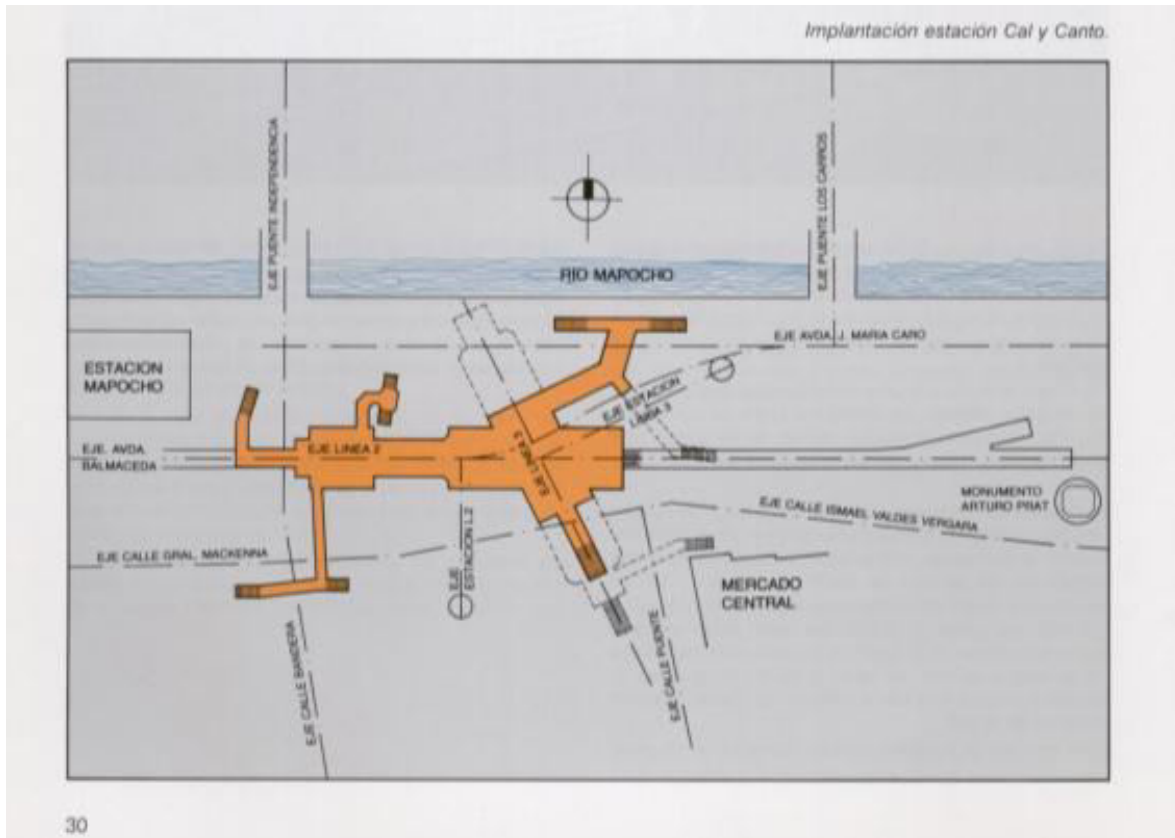 Implantación estación Cal y Canto.
EJE PUENTE INDEPENDENCIA
EJE PUENTE LOS CARROS
RIO MAPOCHO
EJE AVDA. J. MARIA CARO
ESTACION
MAPOCHO
EJE ESTACION
LINEA 3
EJE. AVDA.
BALMACEDA
EJE LINEA 2
EJE LINEA 3
MONUMENTO
ARTURO PRAT
EJE CALLE ISMAEL VALDES VERGARA
EJE CALLE GRAL. MACKENNA
EJE
ESTACION L.2
MERCADO
CENTRAL
EJE CALLE BANDERA
EJE CALLE PUENTE
30